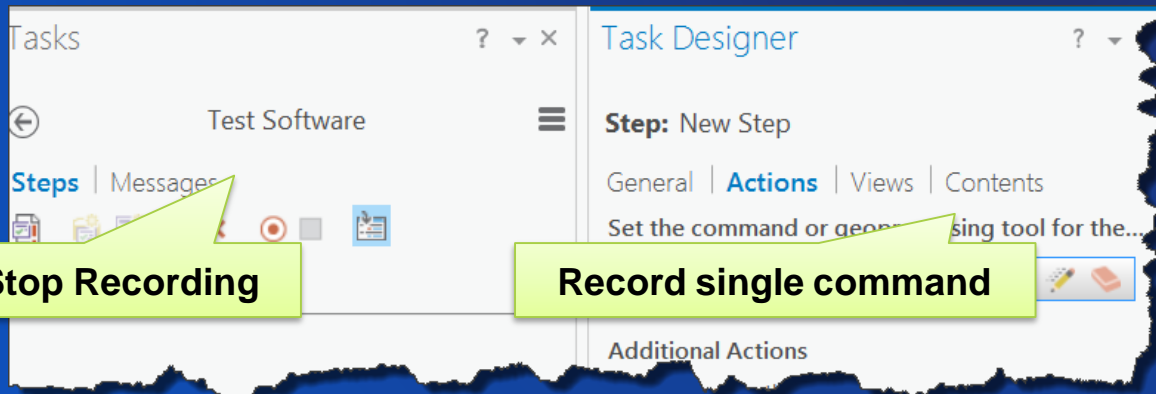 Tasks
Test Software
Steps | Messages
Stop Recording
Task Designer
Step: New Step
General | Actions | Views | Contents
Set the command or sing tool for the...
Record single command
Additional Actions